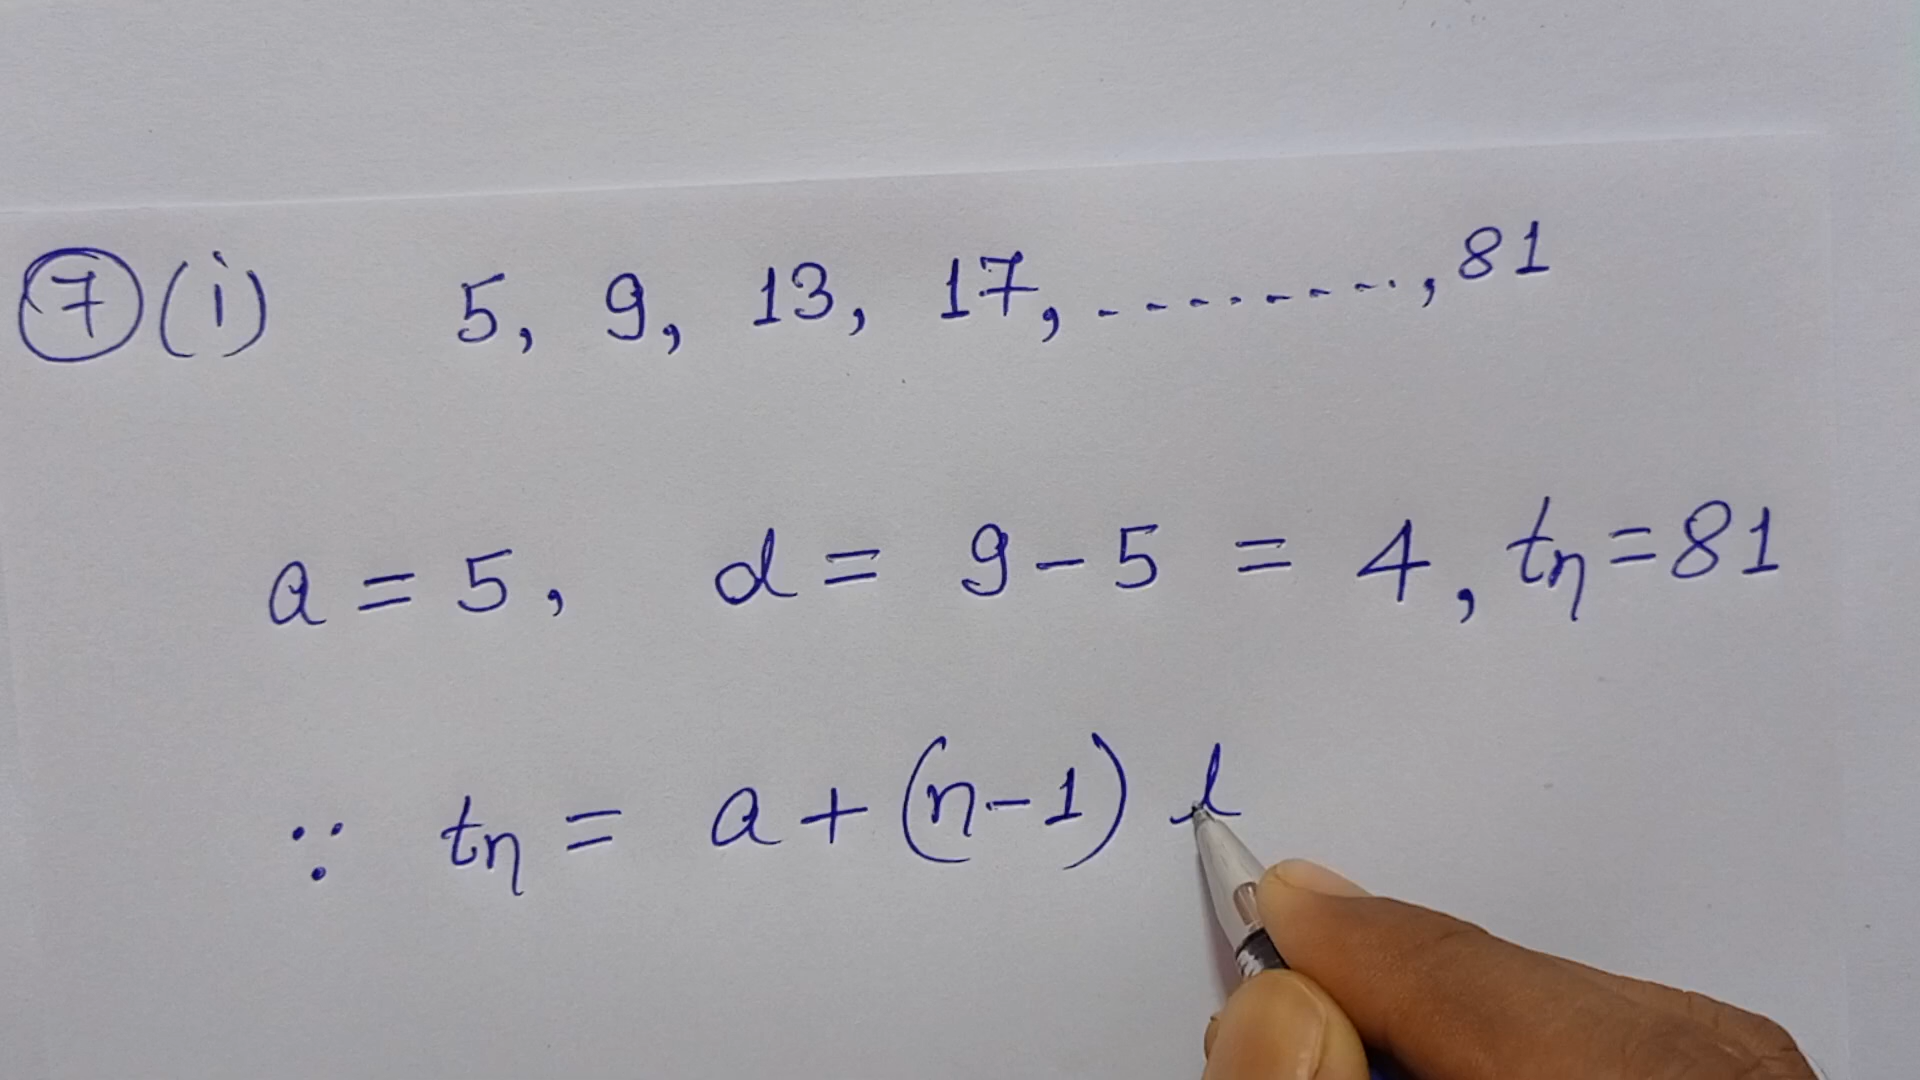 7 (i) 5, 9, 13, 17, ........., 81
a = 5, d = 9 - 5 = 4, tn = 81
∵ tn = a + (n-1) d